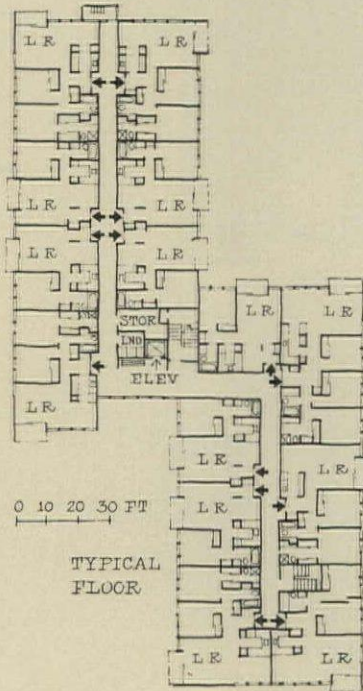 L R L R
L R L R
L R L R
L R L R
STOR
LND
ELEV
L R
L R L R
L R
0 10 20 30 FT
TYPICAL
FLOOR
L R L R